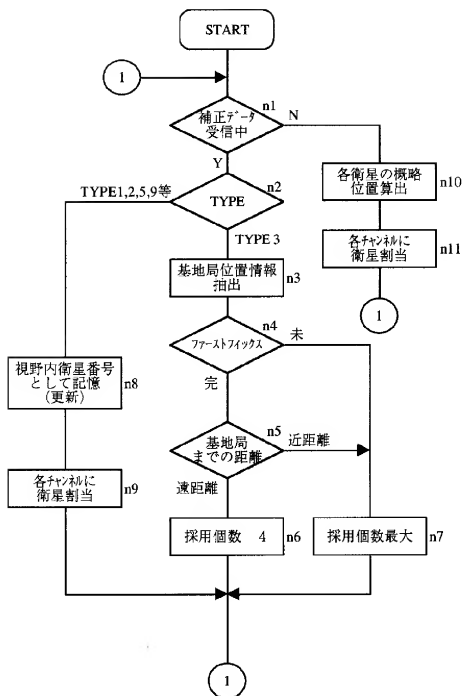 START
1
補正ﾃﾞｰﾀ
受信中
n1
N
Y
各衛星の概略
位置算出
n10
TYPE1,2,5,9等
TYPE
n2
TYPE 3
各ﾁｬﾝﾈﾙに
衛星割当
n11
基地局位置情報
抽出
n3
1
ﾌｧｰｽﾄﾌｨｯｸｽ
n4
未
完
視野内衛星番号
として記憶
(更新)
n8
基地局
までの距離
n5
近距離
遠距離
各ﾁｬﾝﾈﾙに
衛星割当
n9
採用個数 4
n6
採用個数最大
n7
1